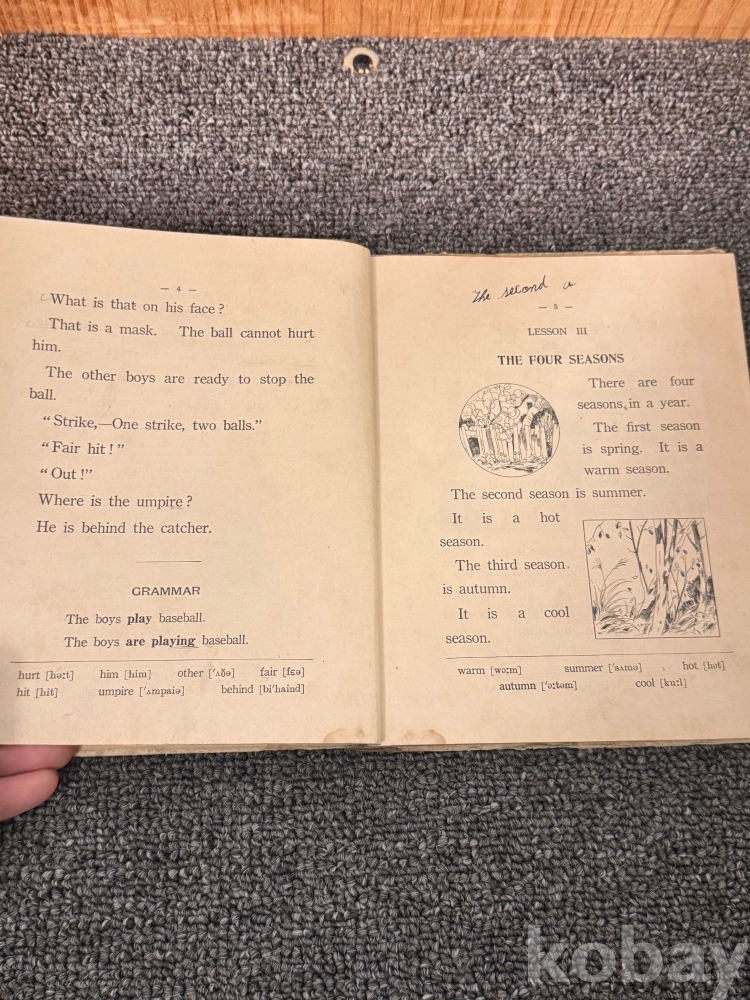 — 4 —
What is that on his face?
That is a mask. The ball cannot hurt
him.
The other boys are ready to stop the
ball.
"Strike,—One strike, two balls."
"Fair hit!"
"Out!"
Where is the umpire?
He is behind the catcher.
GRAMMAR
The boys play baseball.
The boys are playing baseball.
hurt [həːt] him [him] other [ˈʌðə] fair [fɛə]
hit [hit] umpire [ˈʌmpaiə] behind [biˈhaind]
The second a
— 5 —
LESSON III
THE FOUR SEASONS
There are four
seasons, in a year.
The first season
is spring. It is a
warm season.
The second season is summer.
It is a hot
season.
The third season
is autumn.
It is a cool
season.
warm [wɔːm] summer [ˈsʌmə] hot [hɔt]
autumn [ˈɔːtəm] cool [kuːl]
kobay